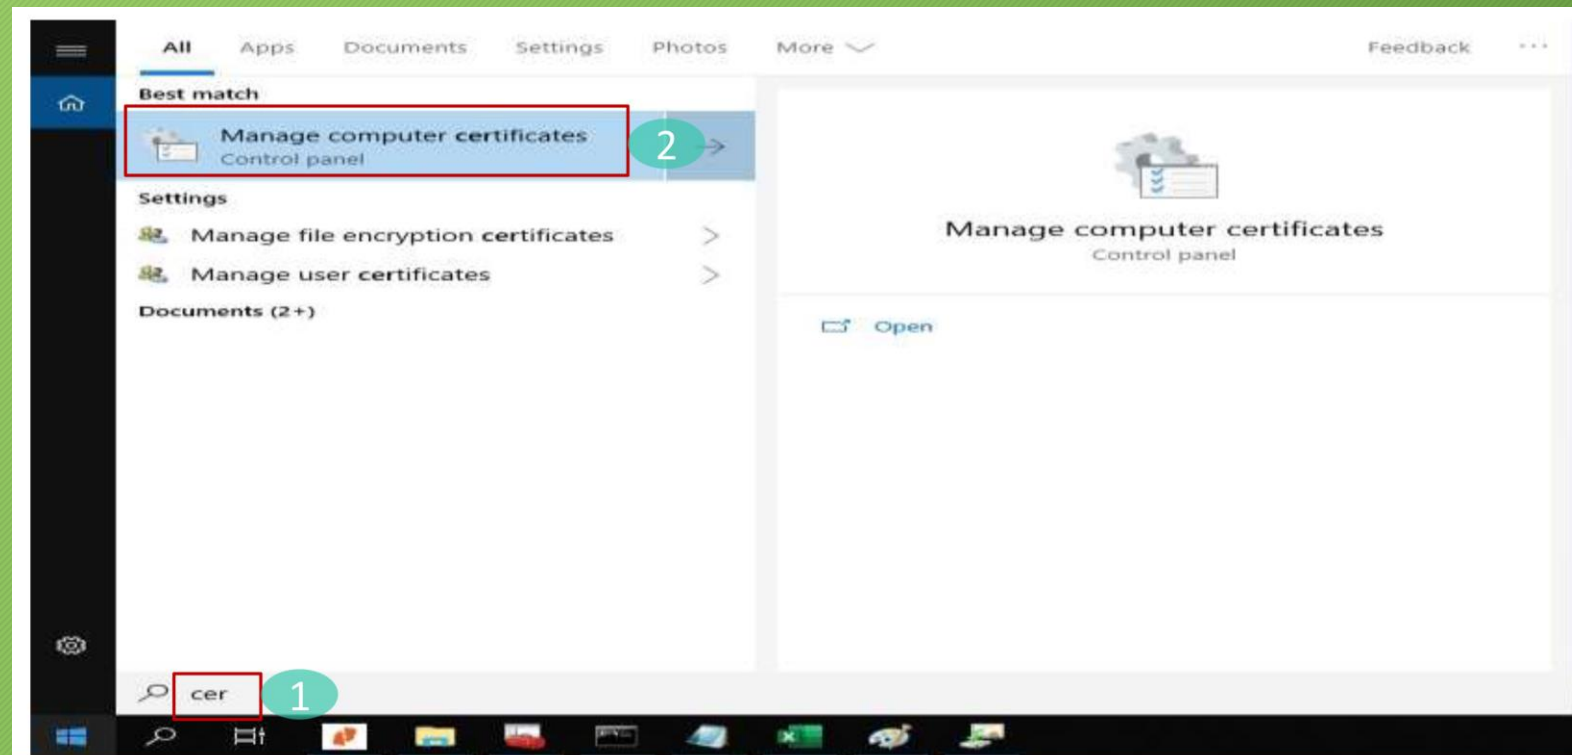 All Apps Documents Settings Photos More Feedback ...
Best match
Manage computer certificates
Control panel
2
Settings
Manage file encryption certificates
Manage user certificates
Documents (2+)
Manage computer certificates
Control panel
Open
cer
1